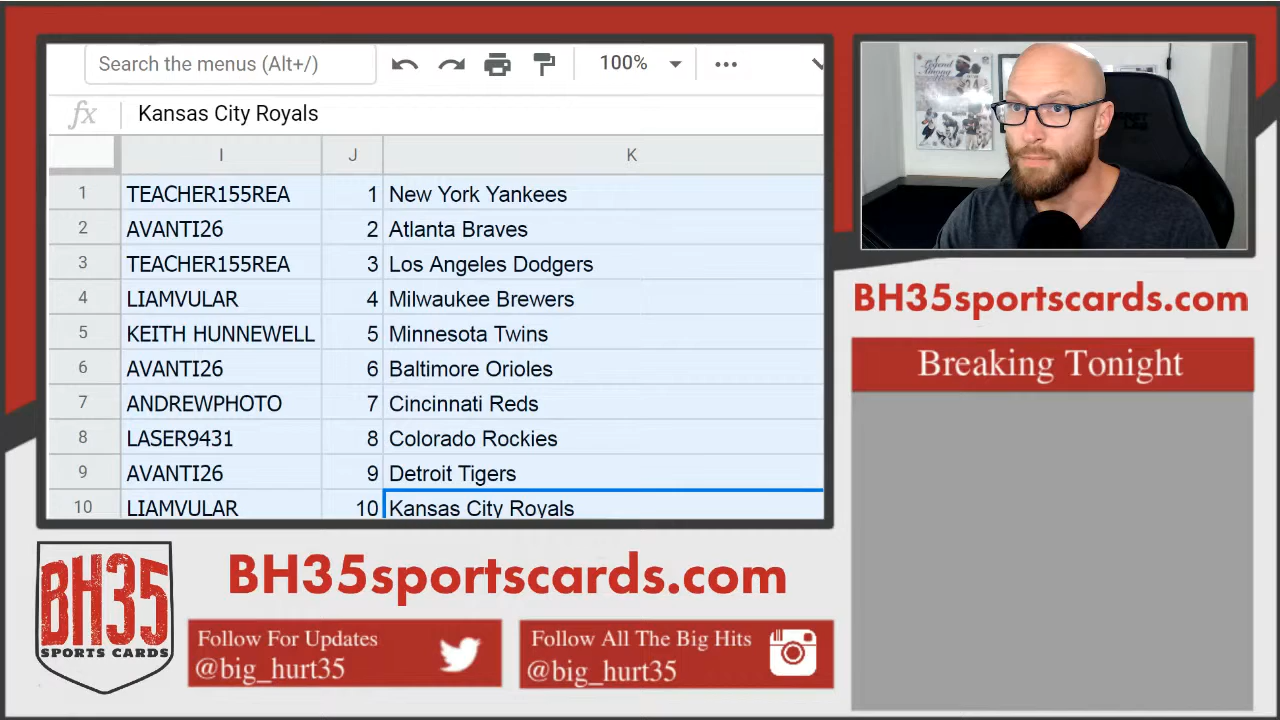 Search the menus (Alt+/)
100%
fx Kansas City Royals
I J K
1 TEACHER155REA 1 New York Yankees
2 AVANTI26 2 Atlanta Braves
3 TEACHER155REA 3 Los Angeles Dodgers
4 LIAMVULAR 4 Milwaukee Brewers
5 KEITH HUNNEWELL 5 Minnesota Twins
6 AVANTI26 6 Baltimore Orioles
7 ANDREWPHOTO 7 Cincinnati Reds
8 LASER9431 8 Colorado Rockies
9 AVANTI26 9 Detroit Tigers
10 LIAMVULAR 10 Kansas City Royals
BH35sportscards.com
Breaking Tonight
BH35
SPORTS CARDS
BH35sportscards.com
Follow For Updates
@big_hurt35
Follow All The Big Hits
@big_hurt35